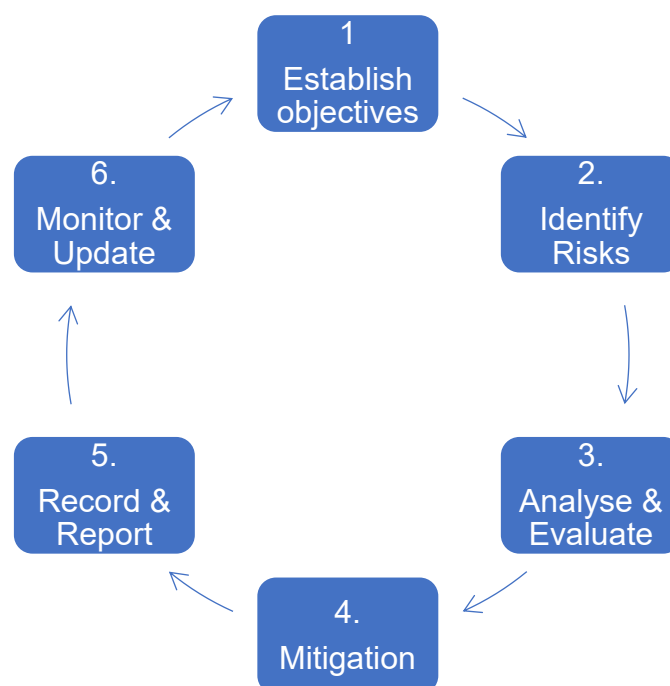 1
Establish
objectives
2.
Identify
Risks
3.
Analyse &
Evaluate
4.
Mitigation
5.
Record &
Report
6.
Monitor &
Update